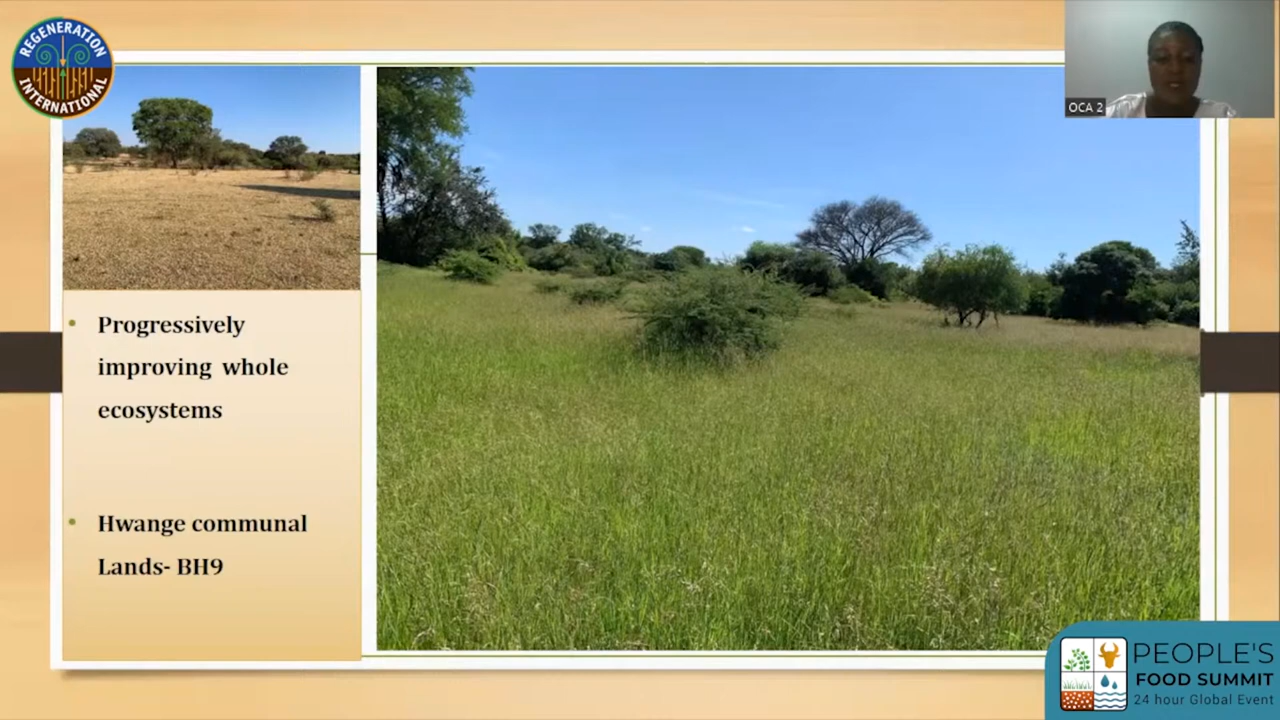 REGENERATION
INTERNATIONAL
OCA 2
Progressively
improving whole
ecosystems
Hwange communal
Lands- BH9
PEOPLE'S
FOOD SUMMIT
24 hour Global Event